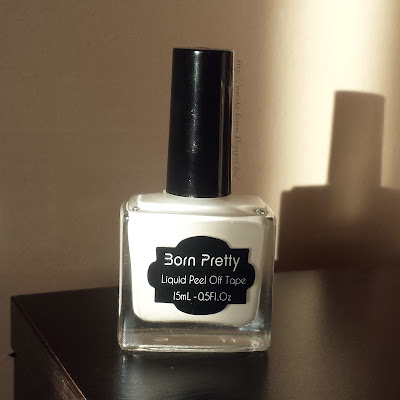 Born Pretty
Liquid Peel Off Tape
15mL - 0.5Fl.Oz